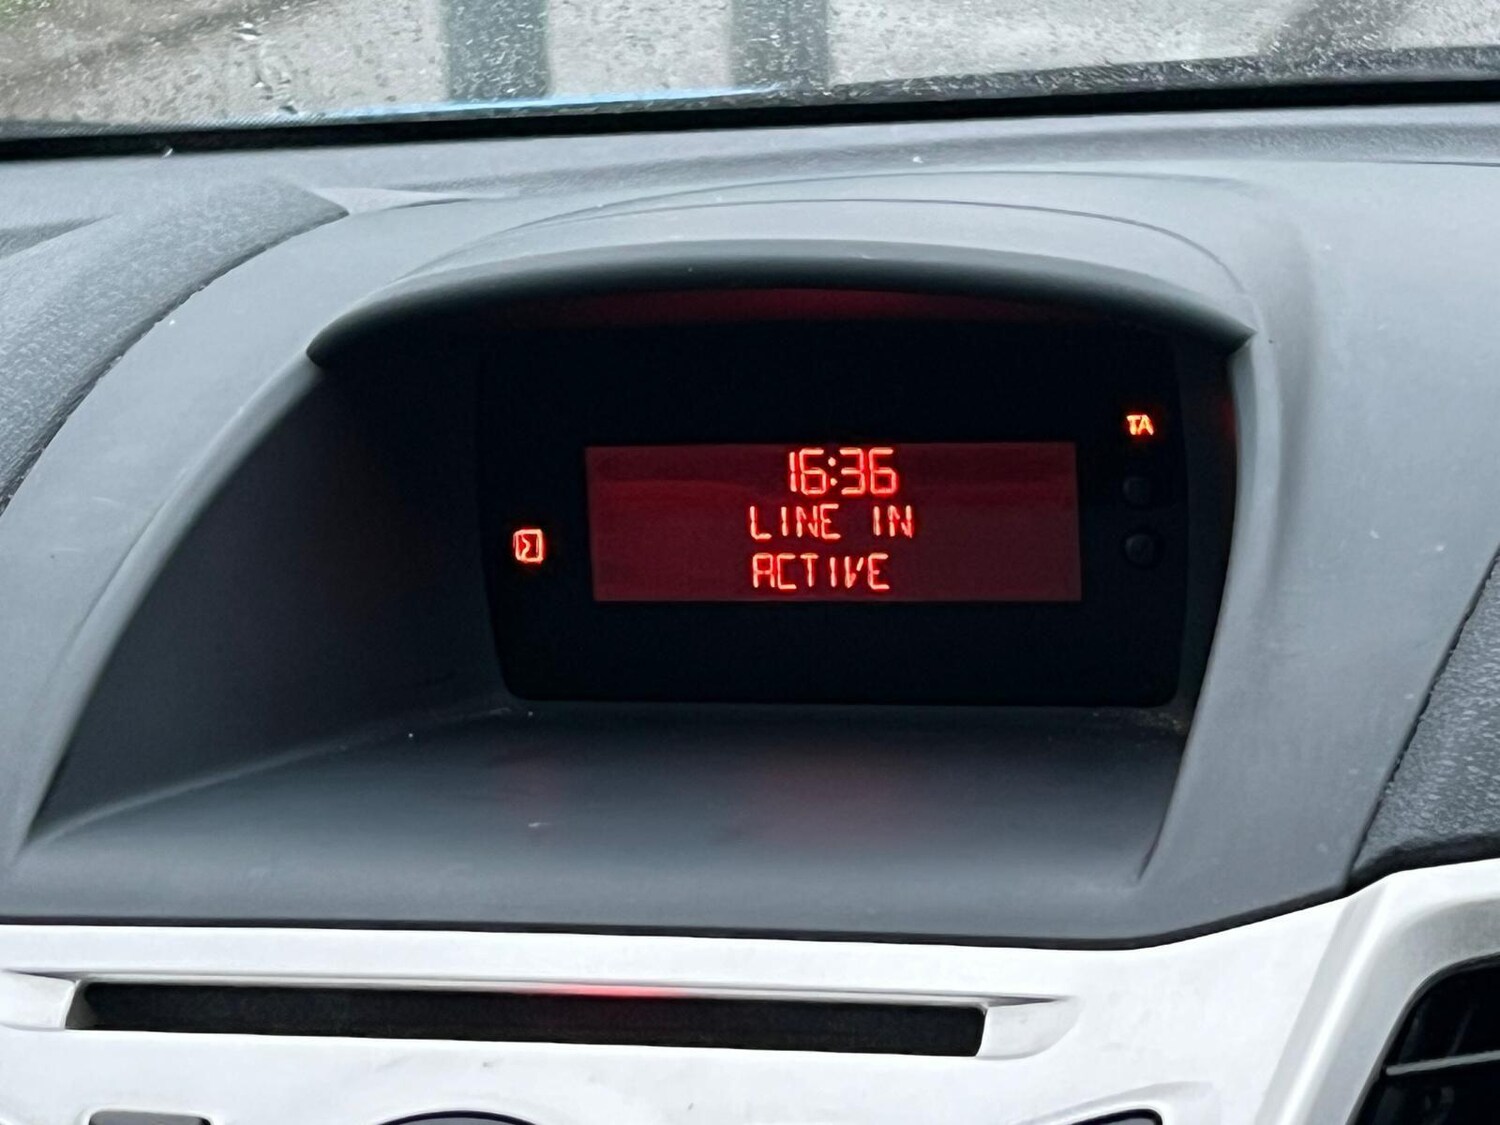 TA
16:36
LINE IN
ACTIVE